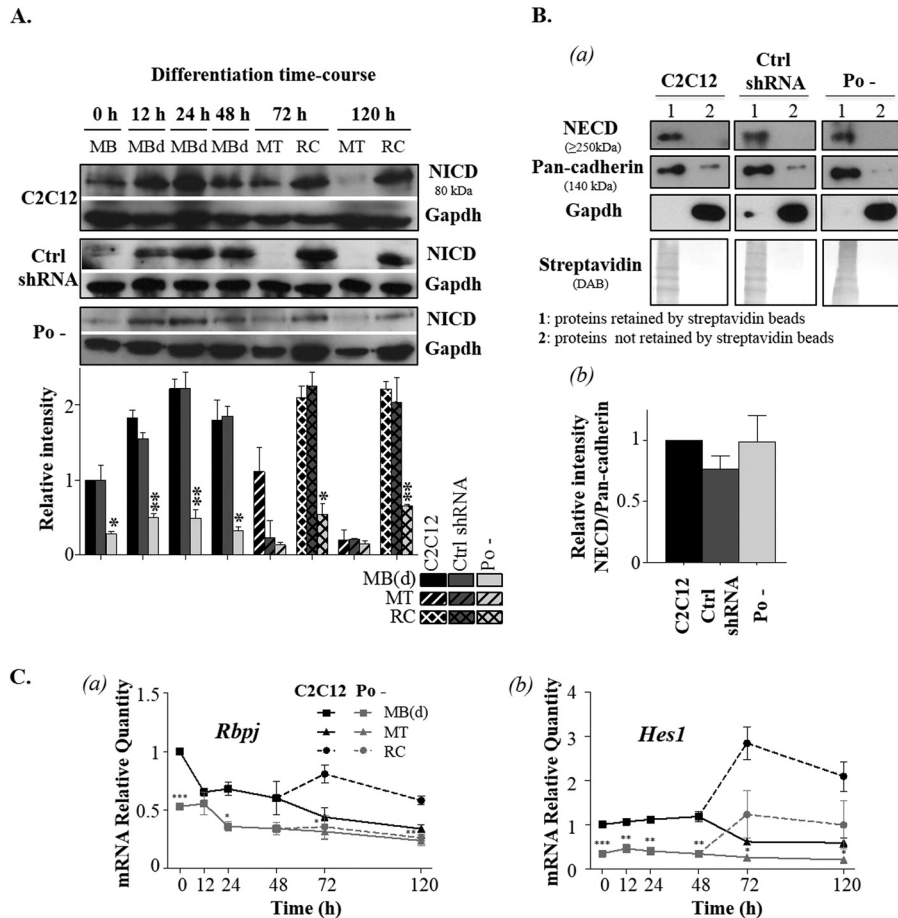 A.
Differentiation time-course
0 h 12 h 24 h 48 h 72 h 120 h
MB MBd MBd MBd MT RC MT RC
C2C12
NICD
80 kDa
Gapdh
Ctrl
shRNA
NICD
Gapdh
Po -
NICD
Gapdh
Relative intensity
2
1
0
* ** ** * * **
C2C12
Ctrl shRNA
Po -
MB(d)
MT
RC
B.
(a)
C2C12
Ctrl
shRNA
Po -
1 2 1 2 1 2
NECD
(≥250kDa)
Pan-cadherin
(140 kDa)
Gapdh
Streptavidin
(DAB)
1: proteins retained by streptavidin beads
2: proteins not retained by streptavidin beads
(b)
Relative intensity
NECD/Pan-cadherin
1
0.5
0
C2C12
Ctrl
shRNA
Po -
C.
(a)
mRNA Relative Quantity
1.5
1
0.5
0
Rbpj
C2C12 Po -
MB(d)
MT
RC
*** * * **
0 12 24 48 72 120
Time (h)
(b)
mRNA Relative Quantity
4
3
2
1
0
Hes1
*** ** ** ** * *
0 12 24 48 72 120
Time (h)